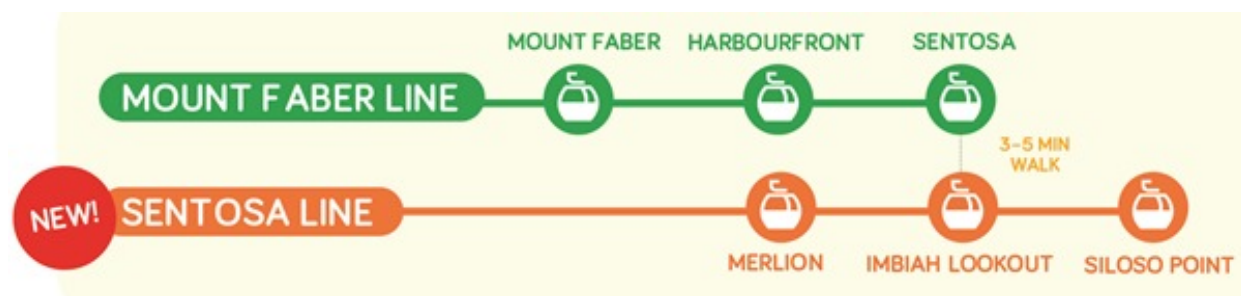 MOUNT FABER HARBOURFRONT SENTOSA
MOUNT FABER LINE
3-5 MIN
WALK
NEW! SENTOSA LINE
MERLION IMBIAH LOOKOUT SILOSO POINT